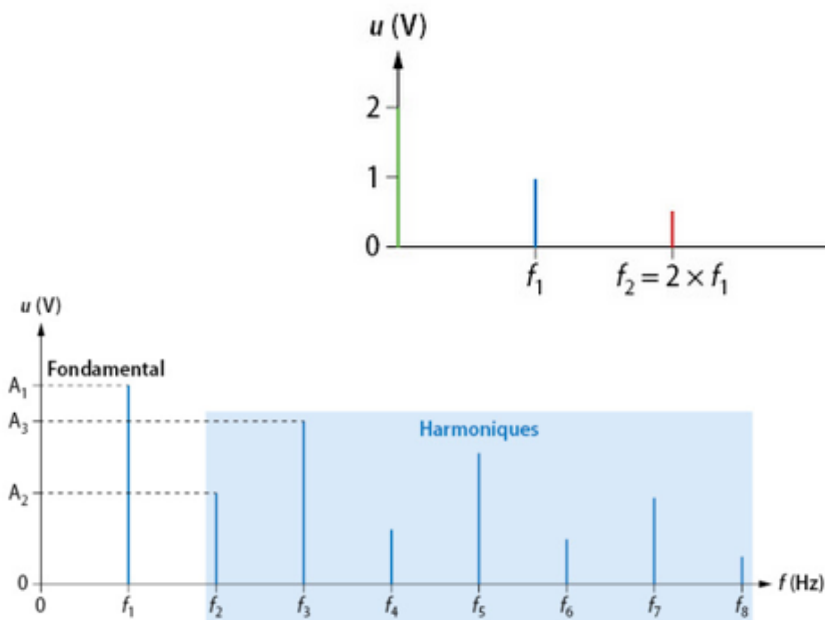 u (V)
2
1
0
f₁ f₂ = 2 × f₁
u (V)
Fondamental
A₁
A₃
Harmoniques
A₂
0
f (Hz)
0 f₁ f₂ f₃ f₄ f₅ f₆ f₇ f₈